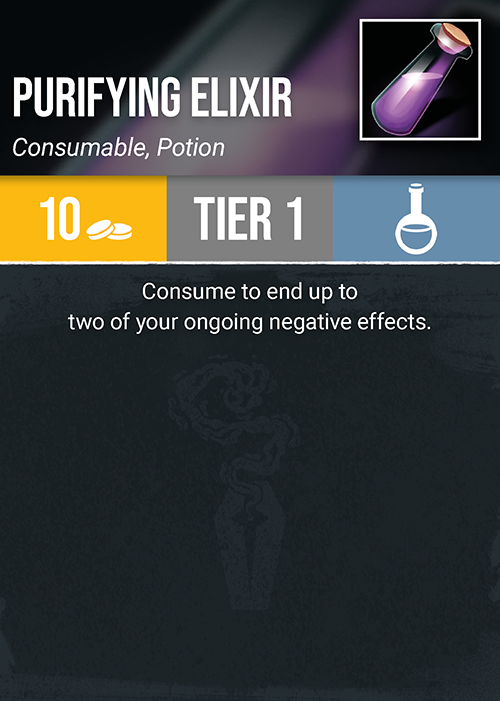 PURIFYING ELIXIR
Consumable, Potion
10
TIER 1
Consume to end up to
two of your ongoing negative effects.